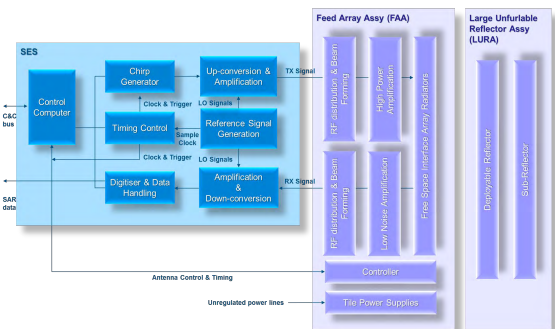 Feed Array Assy (FAA)
Large Unfurlable
Reflector Assy
(LURA)
SES
Chirp
Generator
Up-conversion &
Amplification
TX Signal
C&C
bus
Control
Computer
Clock & Trigger
LO Signals
Timing Control
Sample
Clock
Reference Signal
Generation
Clock & Trigger
LO Signals
Digitiser & Data
Handling
Amplification
&
Down-conversion
RX Signal
SAR
data
RF distribution & Beam
Forming
High Power
Amplification
RF distribution & Beam
Forming
Low Noise Amplification
Free Space Interface Array Radiators
Deployable Reflector
Sub-Reflector
Controller
Antenna Control & Timing
Unregulated power lines
Tile Power Supplies